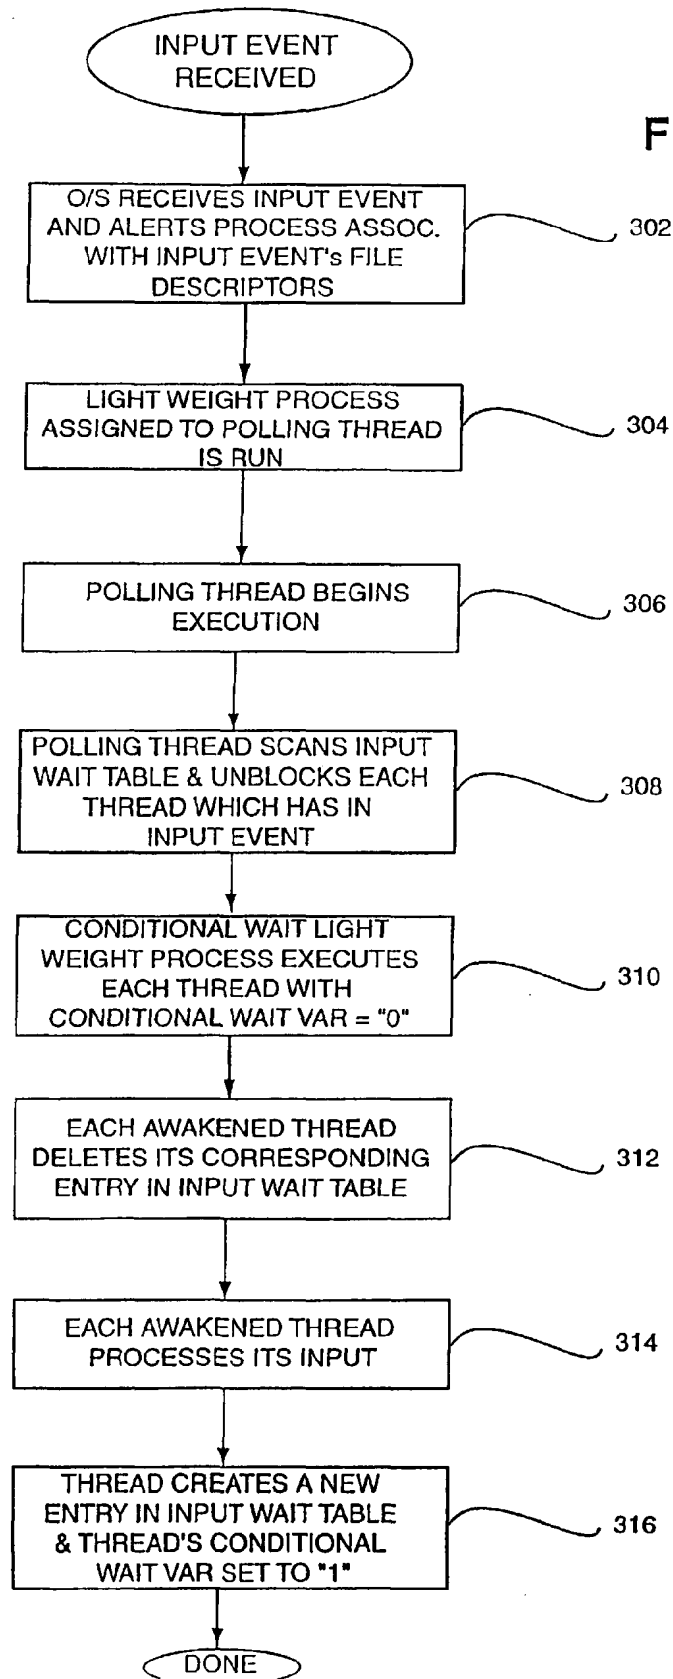 INPUT EVENT
RECEIVED
F
O/S RECEIVES INPUT EVENT
AND ALERTS PROCESS ASSOC.
WITH INPUT EVENT's FILE
DESCRIPTORS
302
LIGHT WEIGHT PROCESS
ASSIGNED TO POLLING THREAD
IS RUN
304
POLLING THREAD BEGINS
EXECUTION
306
POLLING THREAD SCANS INPUT
WAIT TABLE & UNBLOCKS EACH
THREAD WHICH HAS IN
INPUT EVENT
308
CONDITIONAL WAIT LIGHT
WEIGHT PROCESS EXECUTES
EACH THREAD WITH
CONDITIONAL WAIT VAR = "0"
310
EACH AWAKENED THREAD
DELETES ITS CORRESPONDING
ENTRY IN INPUT WAIT TABLE
312
EACH AWAKENED THREAD
PROCESSES ITS INPUT
314
THREAD CREATES A NEW
ENTRY IN INPUT WAIT TABLE
& THREAD'S CONDITIONAL
WAIT VAR SET TO "1"
316
DONE